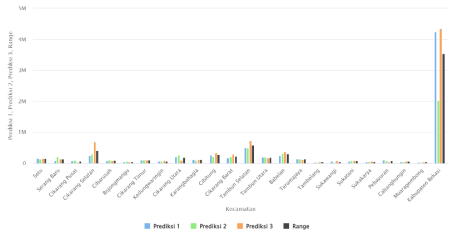 5M
4M
3M
2M
1M
0
Prediksi 1, Prediksi 2, Prediksi 3, Range
Setu
Serang Baru
Cikarang Pusat
Cikarang Selatan
Cibarusah
Bojongmangu
Cikarang Timur
Kedungwaringin
Cikarang Utara
Karangbahagia
Cibitung
Cikarang Barat
Tambun Selatan
Tambun Utara
Babelan
Tarumajaya
Tambelang
Sukawangi
Sukatani
Sukakarya
Pebayuran
Cabangbungin
Muaragembong
Kabupaten Bekasi
Kecamatan
Prediksi 1 Prediksi 2 Prediksi 3 Range